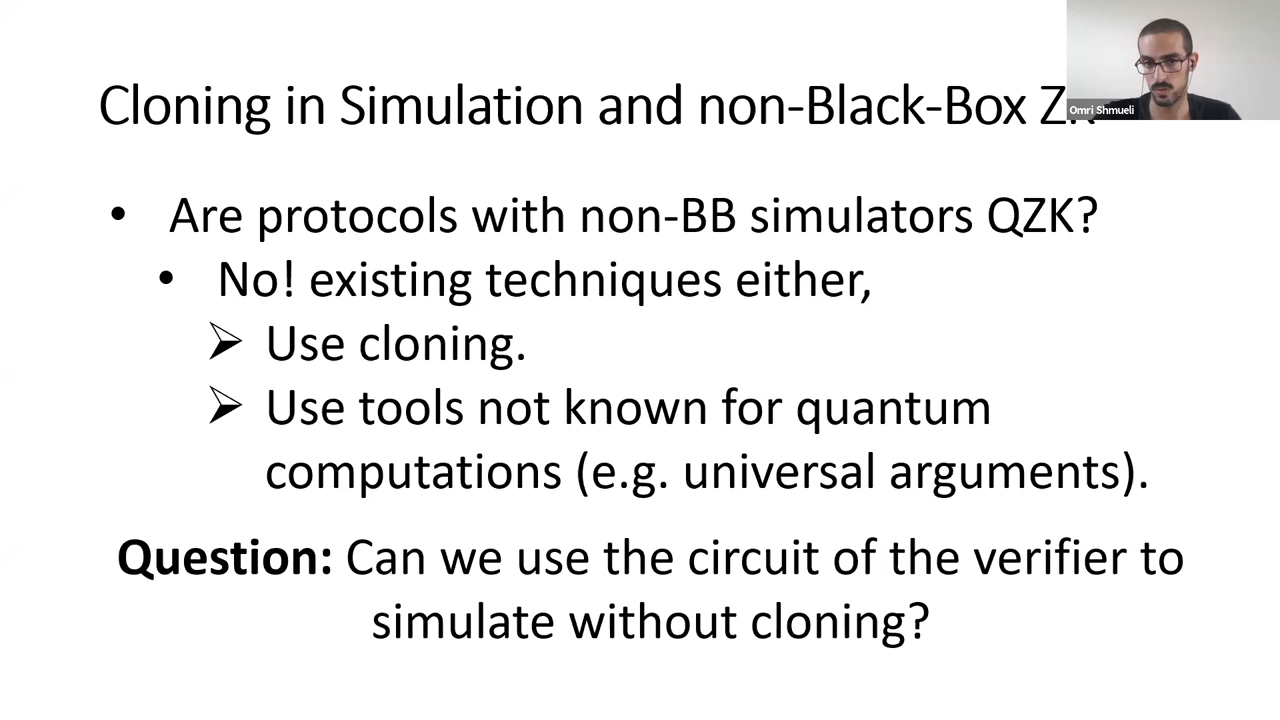 Cloning in Simulation and non-Black-Box ZK
Omri Shmueli
• Are protocols with non-BB simulators QZK?
• No! existing techniques either,
➢ Use cloning.
➢ Use tools not known for quantum
computations (e.g. universal arguments).
Question: Can we use the circuit of the verifier to
simulate without cloning?